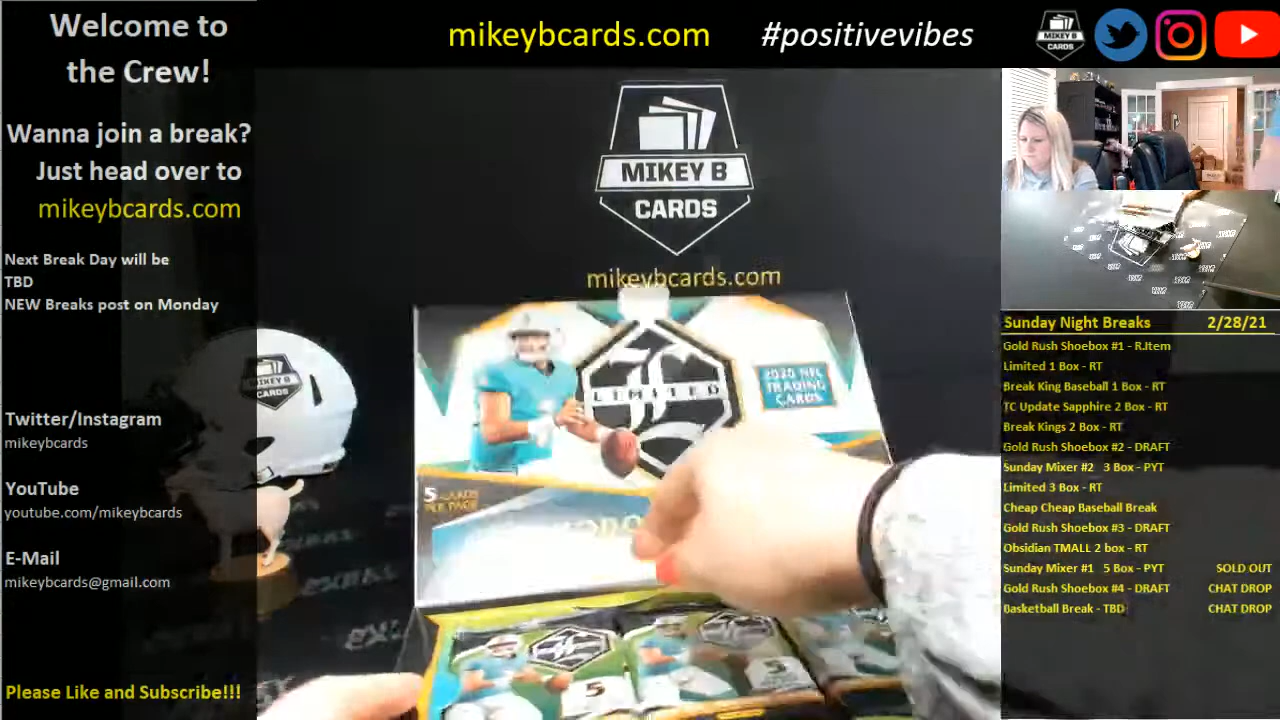 Welcome to
the Crew!
Wanna join a break?
Just head over to
mikeybcards.com
Next Break Day will be
TBD
NEW Breaks post on Monday
Twitter/Instagram
mikeybcards
YouTube
youtube.com/mikeybcards
E-Mail
mikeybcards@gmail.com
Please Like and Subscribe!!!
mikeybcards.com #positivevibes
MIKEY B
CARDS
MIKEY B
CARDS
mikeybcards.com
MIKEY B
CARDS
LIMITED
2020 NFL
TRADING
CARDS
5 CARDS
PER PACK
5
5
Sunday Night Breaks 2/28/21
Gold Rush Shoebox #1 - R.Item
Limited 1 Box - RT
Break King Baseball 1 Box - RT
TC Update Sapphire 2 Box - RT
Break Kings 2 Box - RT
Gold Rush Shoebox #2 - DRAFT
Sunday Mixer #2 3 Box - PYT
Limited 3 Box - RT
Cheap Cheap Baseball Break
Gold Rush Shoebox #3 - DRAFT
Obsidian TMALL 2 box - RT
Sunday Mixer #1 5 Box - PYT SOLD OUT
Gold Rush Shoebox #4 - DRAFT CHAT DROP
Basketball Break - TBD CHAT DROP